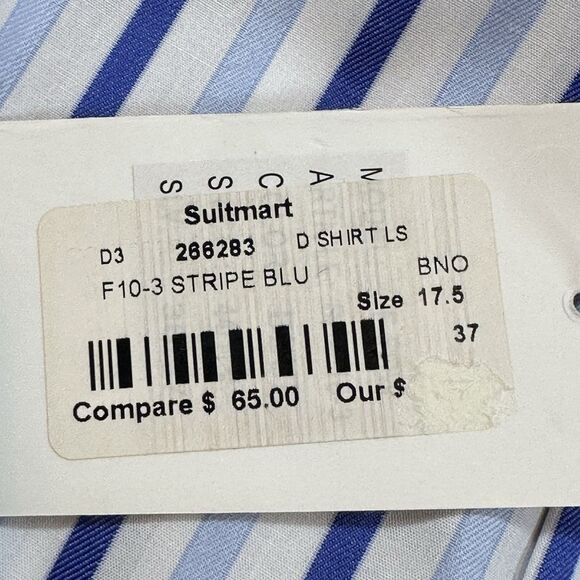 Suitmart
D3 266283 D SHIRT LS
F10-3 STRIPE BLU BNO
Size 17.5
37
Compare $ 65.00 Our $